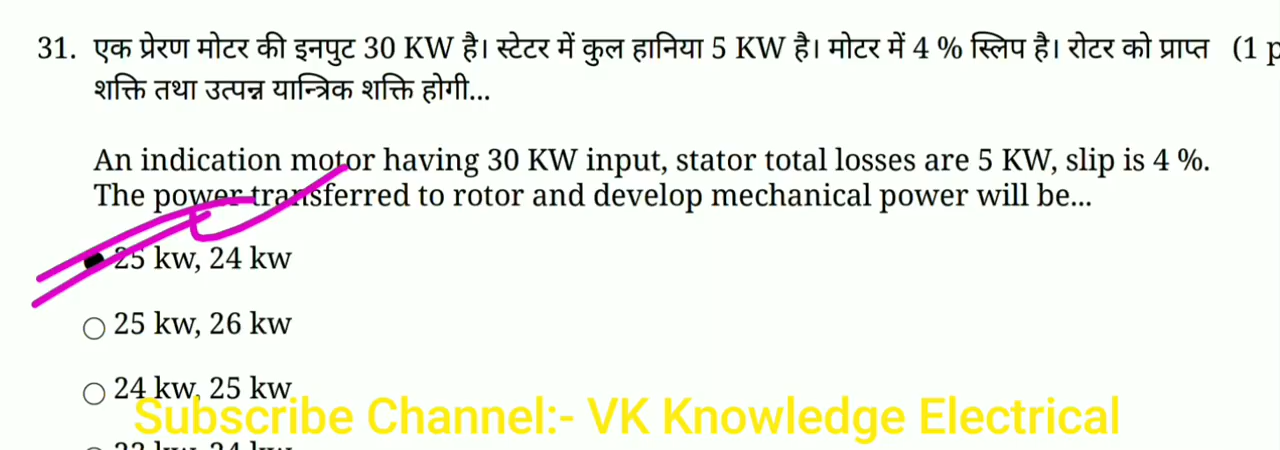 31. एक प्रेरण मोटर की इनपुट 30 KW है। स्टेटर में कुल हानिया 5 KW है। मोटर में 4 % स्लिप है। रोटर को प्राप्त (1 p
शक्ति तथा उत्पन्न यान्त्रिक शक्ति होगी...
An indication motor having 30 KW input, stator total losses are 5 KW, slip is 4 %.
The power transferred to rotor and develop mechanical power will be...
25 kw, 24 kw
25 kw, 26 kw
24 kw, 25 kw
Subscribe Channel:- VK Knowledge Electrical